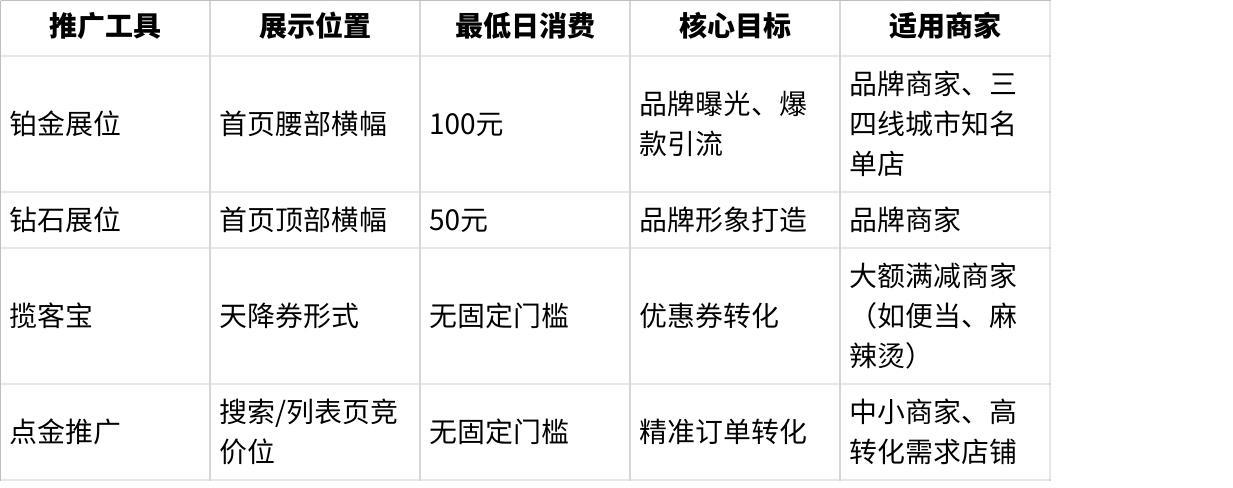 推广工具 展示位置 最低日消费 核心目标 适用商家
铂金展位 首页腰部横幅 100元 品牌曝光、爆
款引流 品牌商家、三
四线城市知名
单店
钻石展位 首页顶部横幅 50元 品牌形象打造 品牌商家
揽客宝 天降券形式 无固定门槛 优惠券转化 大额满减商家
（如便当、麻
辣烫）
点金推广 搜索/列表页竞
价位 无固定门槛 精准订单转化 中小商家、高
转化需求店铺